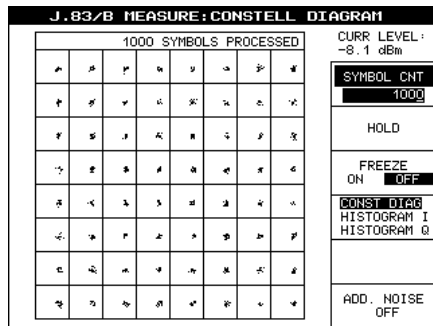 J.83/B MEASURE:CONSTELL DIAGRAM
1000 SYMBOLS PROCESSED
CURR LEVEL:
-8.1 dBm
SYMBOL CNT
1000
HOLD
FREEZE
ON OFF
CONST DIAG
HISTOGRAM I
HISTOGRAM Q
ADD. NOISE
OFF